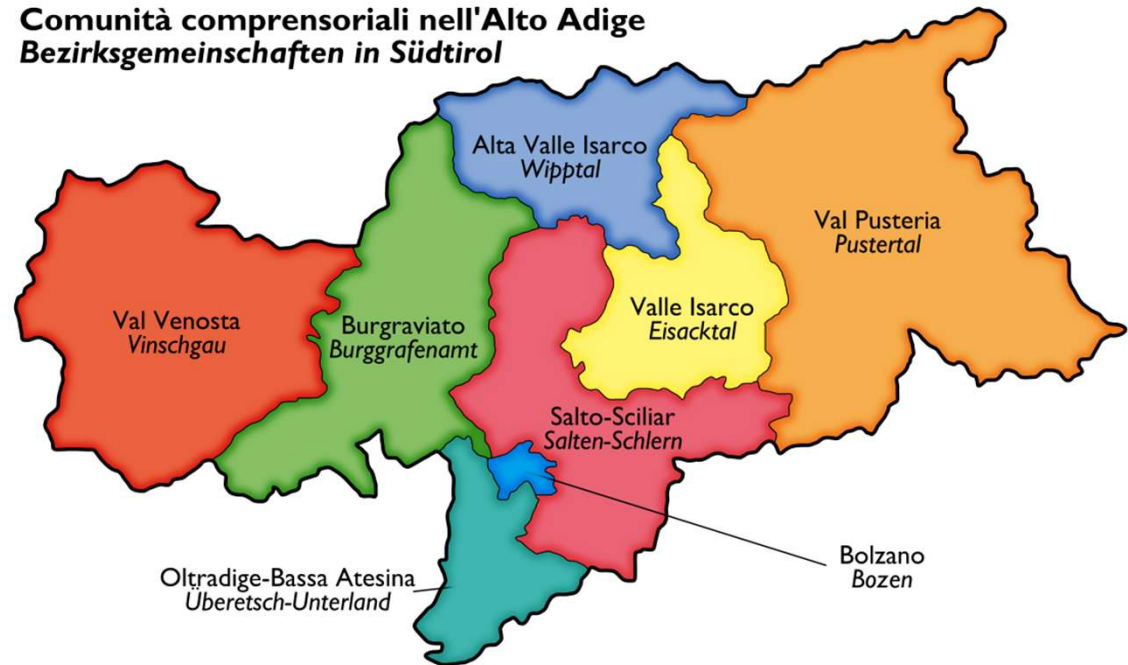 Comunità comprensoriali nell'Alto Adige
Bezirksgemeinschaften in Südtirol
Alta Valle Isarco
Wipptal
Val Pusteria
Pustertal
Val Venosta
Vinschgau
Burgraviato
Burggrafenamt
Valle Isarco
Eisacktal
Salto-Sciliar
Salten-Schlern
Bolzano
Bozen
Oltradige-Bassa Atesina
Überetsch-Unterland